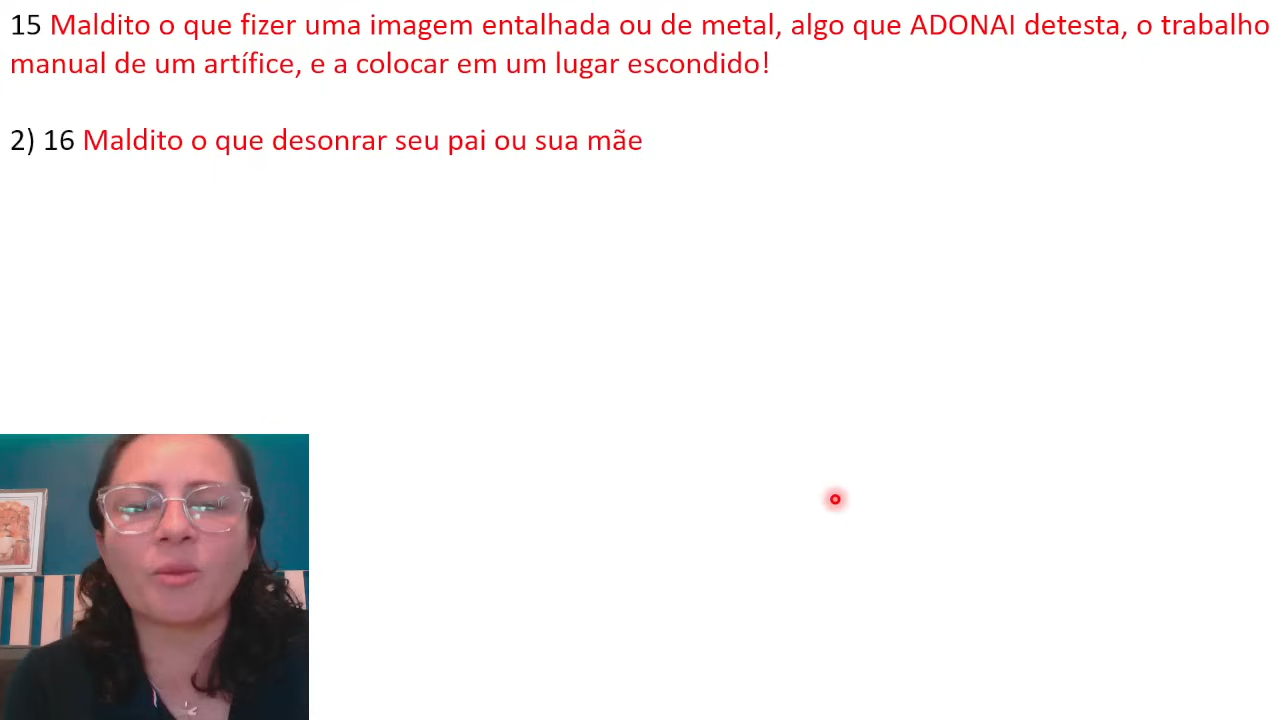 15 Maldito o que fizer uma imagem entalhada ou de metal, algo que ADONAI detesta, o trabalho
manual de um artífice, e a colocar em um lugar escondido!
2) 16 Maldito o que desonrar seu pai ou sua mãe